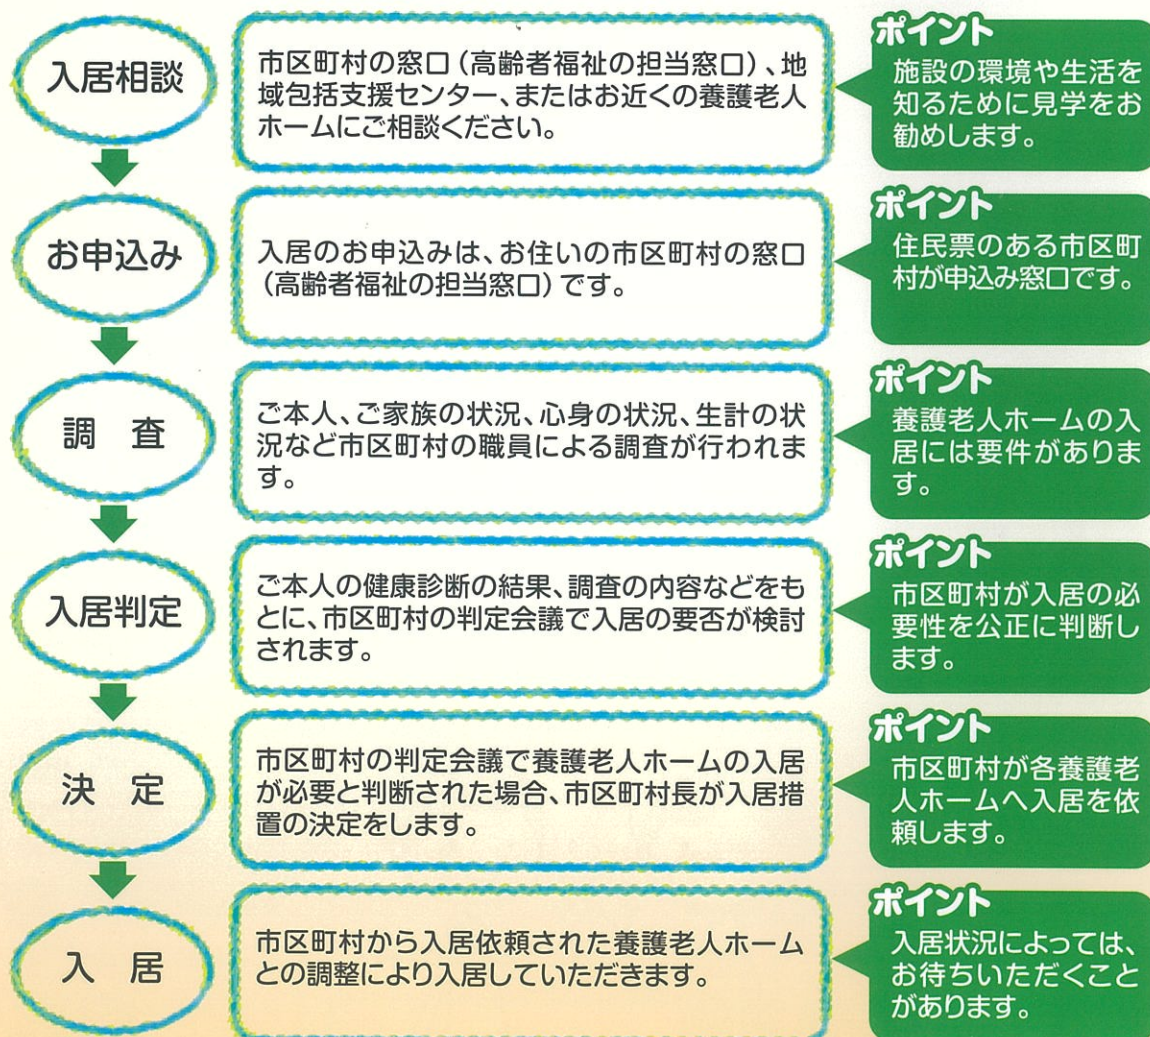 入居相談
市区町村の窓口(高齢者福祉の担当窓口)、地
域包括支援センター、またはお近くの養護老人
ホームにご相談ください。
ポイント
施設の環境や生活を
知るために見学をお
勧めします。
お申込み
入居のお申込みは、お住いの市区町村の窓口
(高齢者福祉の担当窓口)です。
ポイント
住民票のある市区町
村が申込み窓口です。
調 査
ご本人、ご家族の状況、心身の状況、生計の状
況など市区町村の職員による調査が行われま
す。
ポイント
養護老人ホームの入
居には要件がありま
す。
入居判定
ご本人の健康診断の結果、調査の内容などをも
とに、市区町村の判定会議で入居の要否が検討
されます。
ポイント
市区町村が入居の必
要性を公正に判断し
ます。
決 定
市区町村の判定会議で養護老人ホームの入居
が必要と判断された場合、市区町村長が入居措
置の決定をします。
ポイント
市区町村が各養護老
人ホームへ入居を依
頼します。
入 居
市区町村から入居依頼された養護老人ホーム
との調整により入居していただきます。
ポイント
入居状況によっては、
お待ちいただくこと
があります。